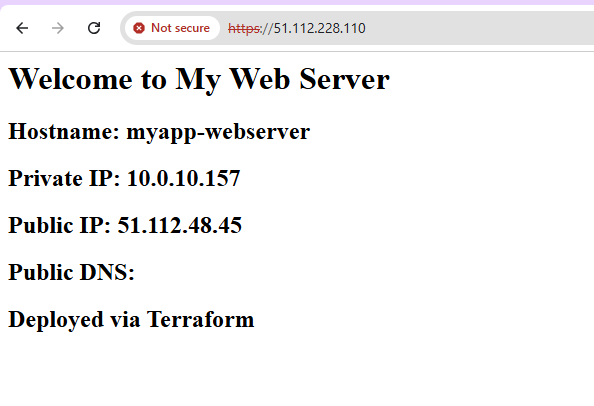 Not secure https://51.112.228.110
Welcome to My Web Server
Hostname: myapp-webserver
Private IP: 10.0.10.157
Public IP: 51.112.48.45
Public DNS:
Deployed via Terraform